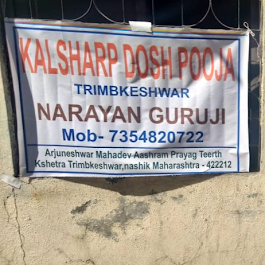 KALSHARP DOSH POOJA
TRIMBKESHWAR
NARAYAN GURUJI
Mob- 7354820722
Arjuneshwar Mahadev Aashram Prayag Teerth
Kshetra Trimbkeshwar,nashik Maharashtra - 422212